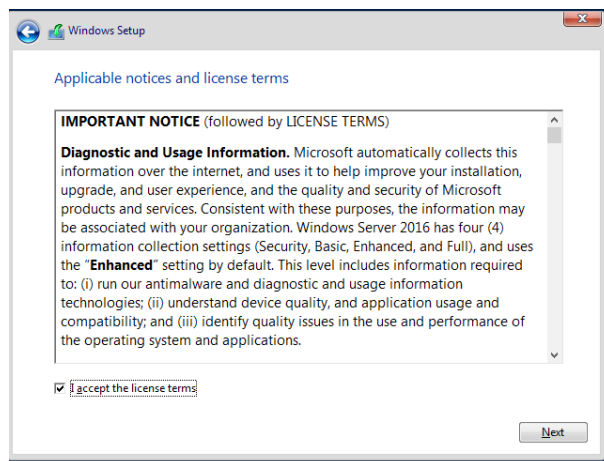 Windows Setup
Applicable notices and license terms
IMPORTANT NOTICE (followed by LICENSE TERMS)
Diagnostic and Usage Information. Microsoft automatically collects this
information over the internet, and uses it to help improve your installation,
upgrade, and user experience, and the quality and security of Microsoft
products and services. Consistent with these purposes, the information may
be associated with your organization. Windows Server 2016 has four (4)
information collection settings (Security, Basic, Enhanced, and Full), and uses
the “Enhanced” setting by default. This level includes information required
to: (i) run our antimalware and diagnostic and usage information
technologies; (ii) understand device quality, and application usage and
compatibility; and (iii) identify quality issues in the use and performance of
the operating system and applications.
I accept the license terms
Next